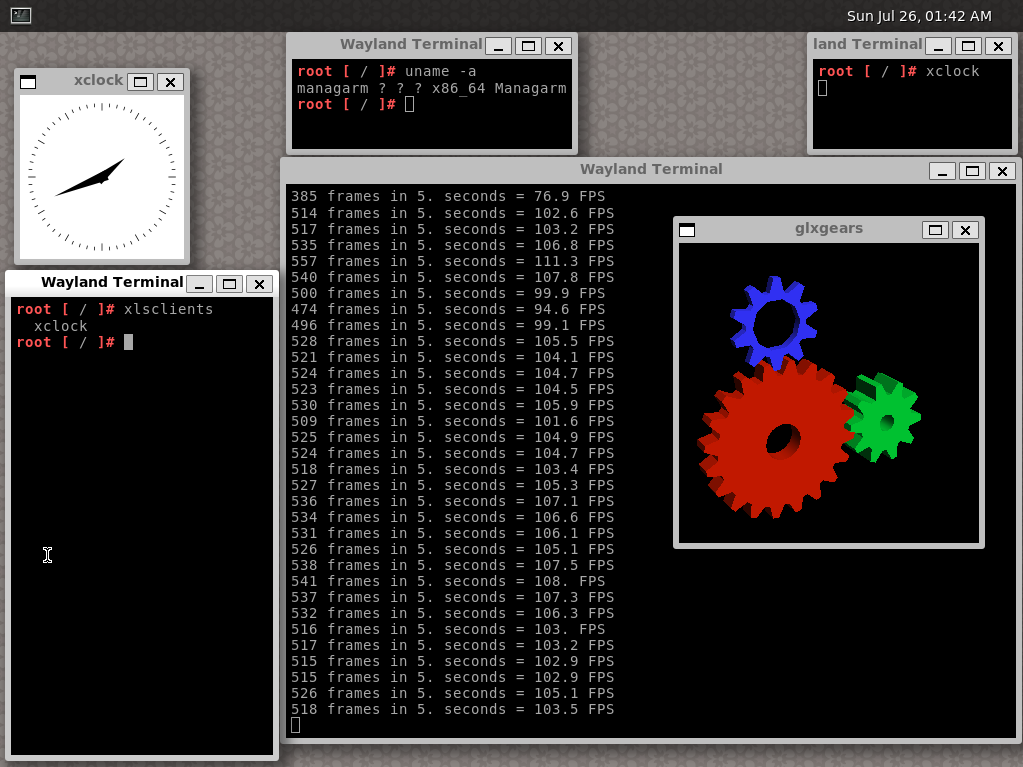 Sun Jul 26, 01:42 AM
Wayland Terminal
root [ / ]# uname -a
managarm ? ? ? x86_64 Managarm
root [ / ]#
land Terminal
root [ / ]# xclock
xclock
Wayland Terminal
root [ / ]# xlsclients
xclock
root [ / ]#
Wayland Terminal
385 frames in 5. seconds = 76.9 FPS
514 frames in 5. seconds = 102.6 FPS
517 frames in 5. seconds = 103.2 FPS
535 frames in 5. seconds = 106.8 FPS
557 frames in 5. seconds = 111.3 FPS
540 frames in 5. seconds = 107.8 FPS
500 frames in 5. seconds = 99.9 FPS
474 frames in 5. seconds = 94.6 FPS
496 frames in 5. seconds = 99.1 FPS
528 frames in 5. seconds = 105.5 FPS
521 frames in 5. seconds = 104.1 FPS
524 frames in 5. seconds = 104.7 FPS
523 frames in 5. seconds = 104.5 FPS
530 frames in 5. seconds = 105.9 FPS
509 frames in 5. seconds = 101.6 FPS
525 frames in 5. seconds = 104.9 FPS
524 frames in 5. seconds = 104.7 FPS
518 frames in 5. seconds = 103.4 FPS
527 frames in 5. seconds = 105.3 FPS
536 frames in 5. seconds = 107.1 FPS
534 frames in 5. seconds = 106.6 FPS
531 frames in 5. seconds = 106.1 FPS
526 frames in 5. seconds = 105.1 FPS
538 frames in 5. seconds = 107.5 FPS
541 frames in 5. seconds = 108. FPS
537 frames in 5. seconds = 107.3 FPS
532 frames in 5. seconds = 106.3 FPS
516 frames in 5. seconds = 103. FPS
517 frames in 5. seconds = 103.2 FPS
515 frames in 5. seconds = 102.9 FPS
515 frames in 5. seconds = 102.9 FPS
526 frames in 5. seconds = 105.1 FPS
518 frames in 5. seconds = 103.5 FPS
glxgears